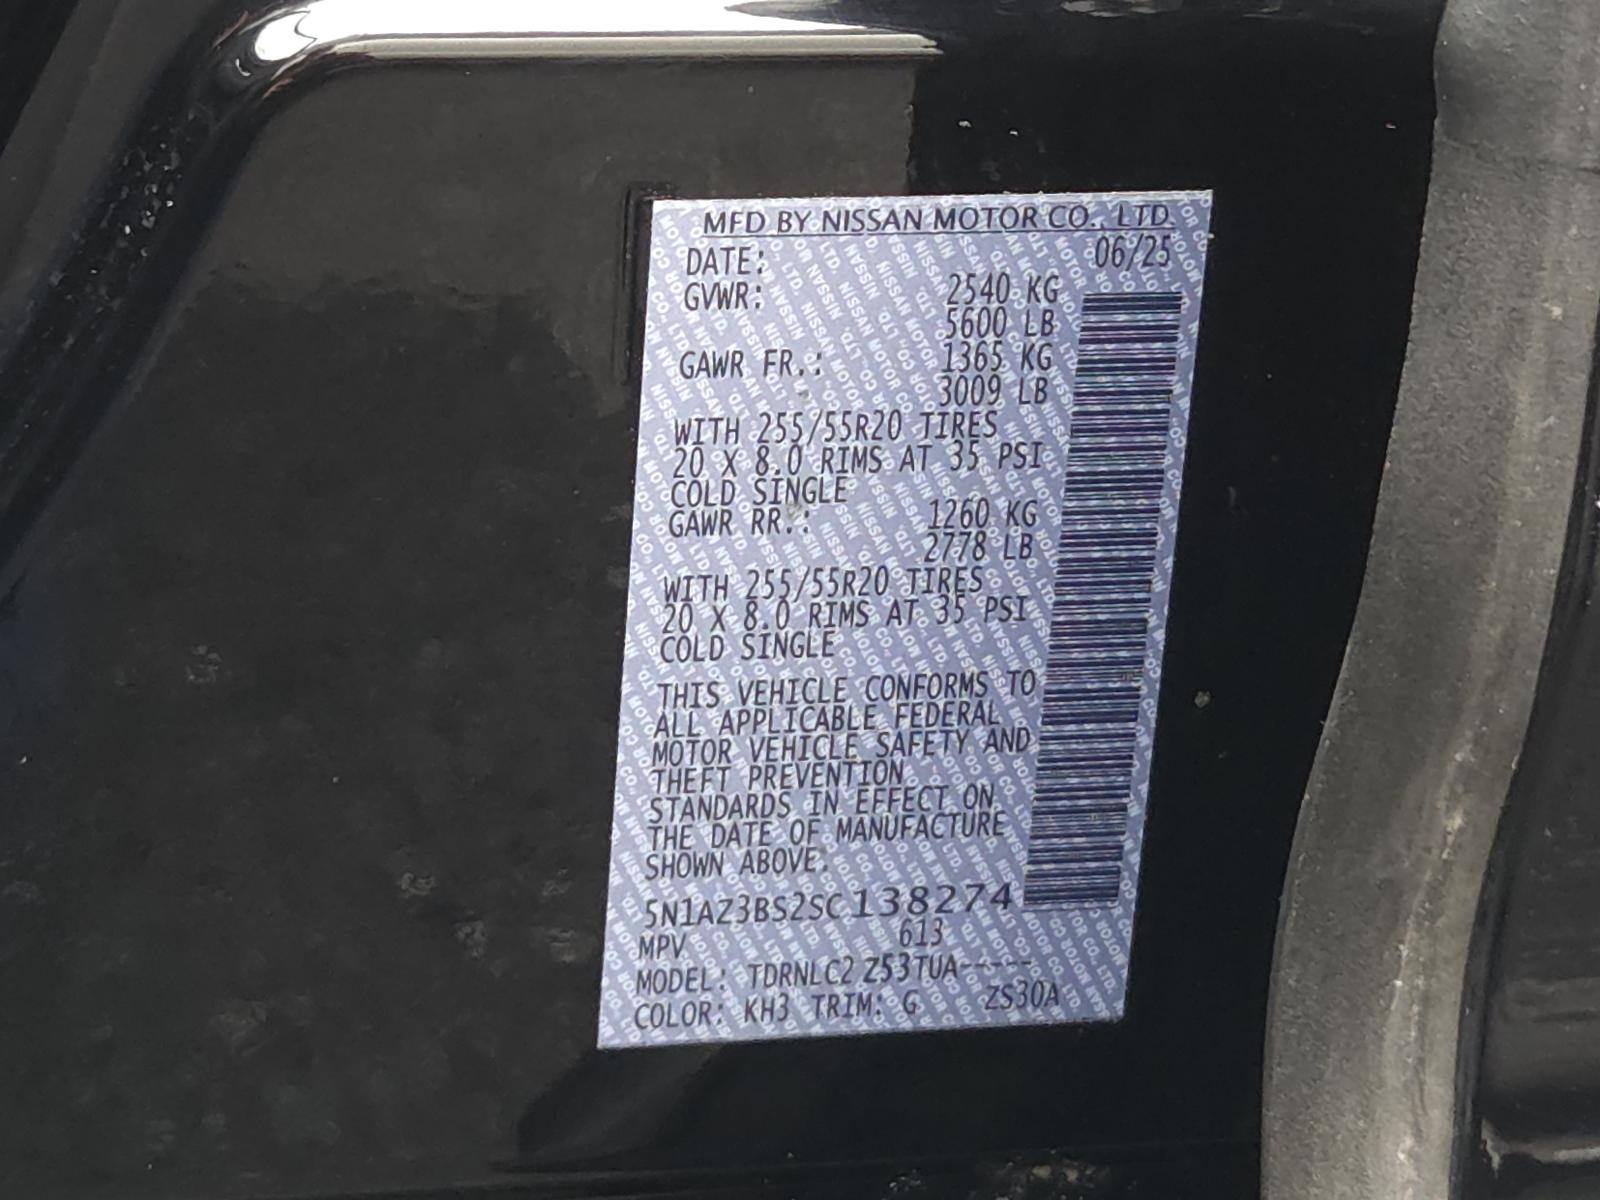 MFD BY NISSAN MOTOR CO., LTD.
DATE: 06/25
GVWR: 2540 KG
5600 LB
GAWR FR.: 1365 KG
3009 LB
WITH 255/55R20 TIRES
20 X 8.0 RIMS AT 35 PSI
COLD SINGLE
GAWR RR.: 1260 KG
2778 LB
WITH 255/55R20 TIRES
20 X 8.0 RIMS AT 35 PSI
COLD SINGLE
THIS VEHICLE CONFORMS TO
ALL APPLICABLE FEDERAL
MOTOR VEHICLE SAFETY AND
THEFT PREVENTION
STANDARDS IN EFFECT ON
THE DATE OF MANUFACTURE
SHOWN ABOVE.
5N1AZ3BS2SC138274
MPV 613
MODEL: TDRNLC2 Z53TUA-----
COLOR: KH3 TRIM: G ZS30A